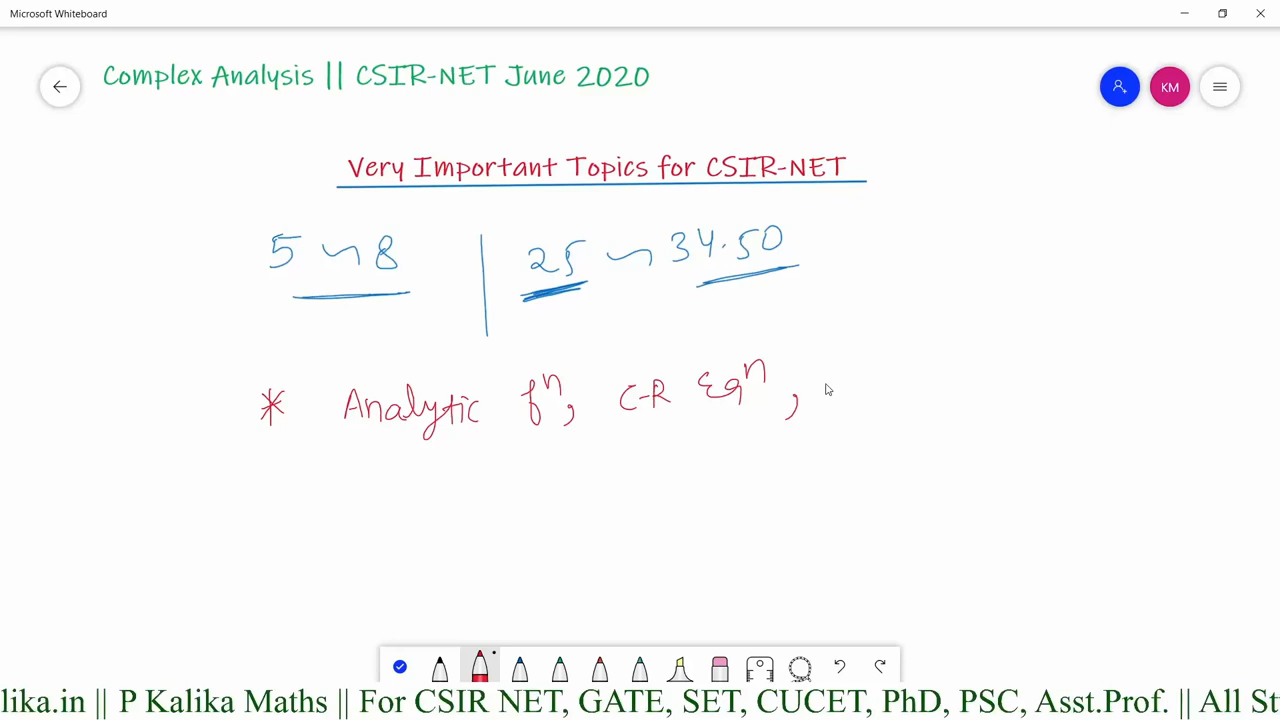 Microsoft Whiteboard
Complex Analysis || CSIR-NET June 2020
KM
Very Important Topics for CSIR-NET
5 ~ 8 | 25 ~ 34.50
* Analytic fⁿ, C-R Eqⁿ,
lika.in || P Kalika Maths || For CSIR NET, GATE, SET, CUCET, PhD, PSC, Asst.Prof. || All St